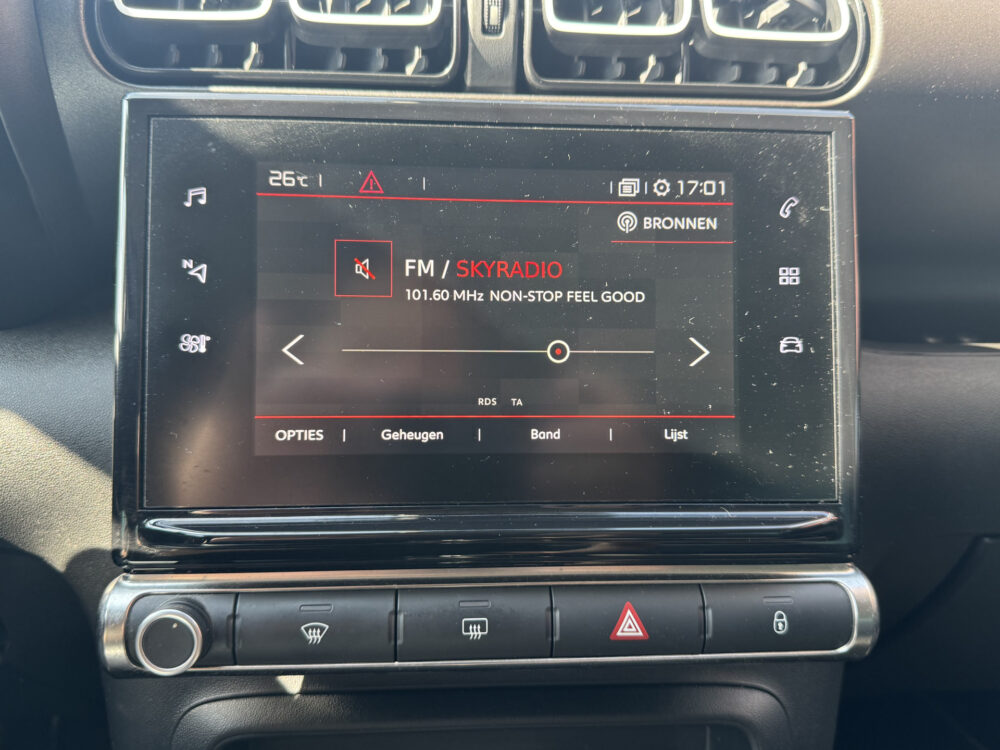 26°C 17:01
BRONNEN
FM / SKYRADIO
101.60 MHz NON-STOP FEEL GOOD
N
RDS TA
OPTIES | Geheugen | Band | Lijst